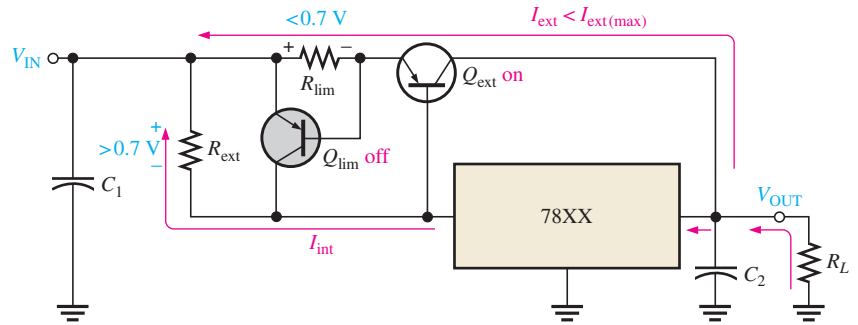 <0.7 V
I_ext < I_ext(max)
V_IN
+ −
R_lim
Q_ext on
+
>0.7 V
−
R_ext
Q_lim off
C_1
78XX
V_OUT
I_int
C_2
R_L